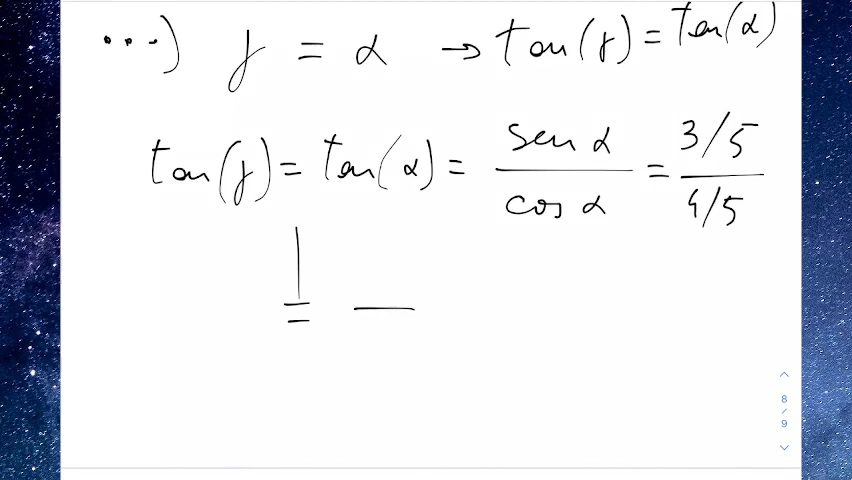 ...) γ = α → tan(γ) = tan(α)
tan(γ) = tan(α) = sen α / cos α = 3/5 / 4/5
= —
8
/
9